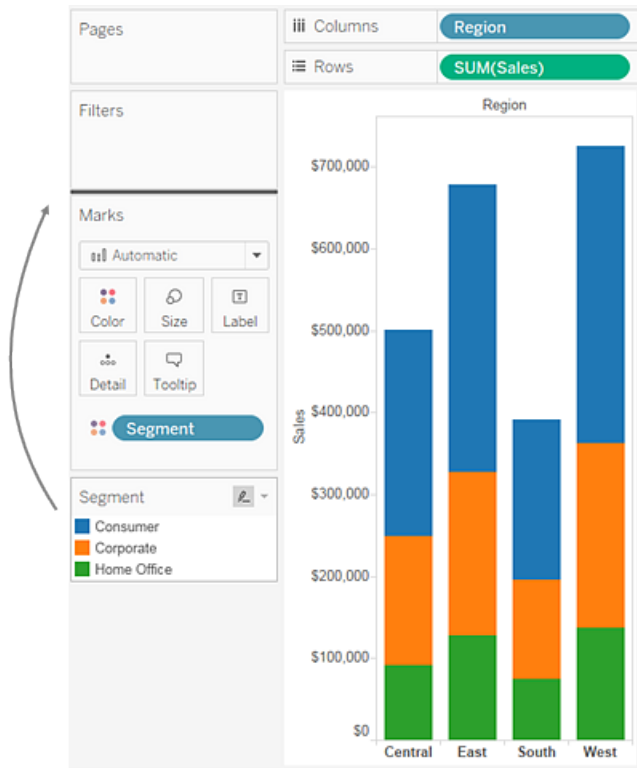 Pages
Columns
Region
Rows
SUM(Sales)
Filters
Marks
Automatic
Color
Size
Label
Detail
Tooltip
Segment
Segment
Consumer
Corporate
Home Office
Region
Sales
$700,000
$600,000
$500,000
$400,000
$300,000
$200,000
$100,000
$0
Central East South West